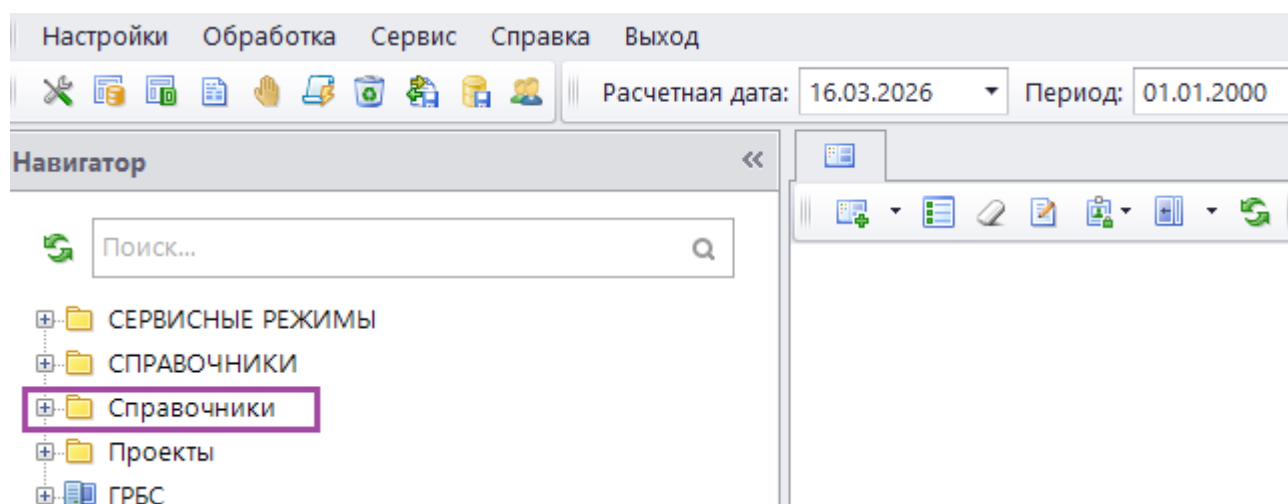 Настройки Обработка Сервис Справка Выход
Расчетная дата: 16.03.2026 Период: 01.01.2000
Навигатор
Поиск...
СЕРВИСНЫЕ РЕЖИМЫ
СПРАВОЧНИКИ
Справочники
Проекты
ГРБС